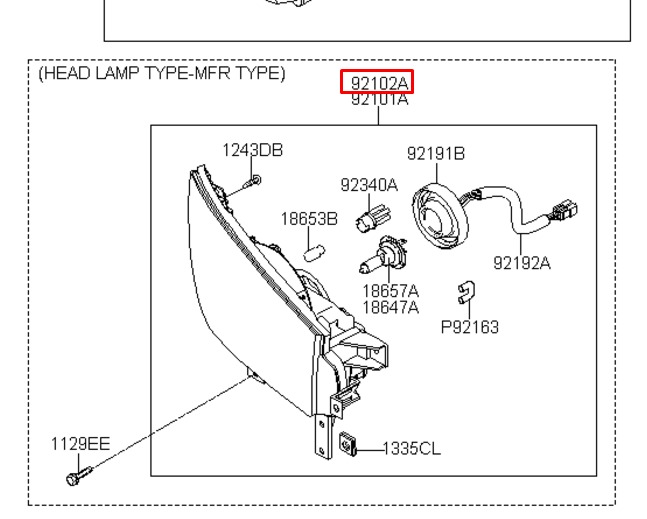 (HEAD LAMP TYPE-MFR TYPE)
92102A
92101A
1243DB
92191B
92340A
18653B
92192A
18657A
18647A
P92163
1129EE
1335CL